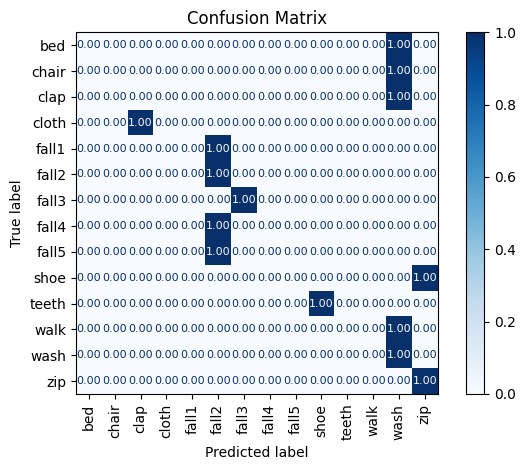 Confusion Matrix
bed 0.00 0.00 0.00 0.00 0.00 0.00 0.00 0.00 0.00 0.00 0.00 0.00 1.00 0.00
chair 0.00 0.00 0.00 0.00 0.00 0.00 0.00 0.00 0.00 0.00 0.00 0.00 1.00 0.00
clap 0.00 0.00 0.00 0.00 0.00 0.00 0.00 0.00 0.00 0.00 0.00 0.00 1.00 0.00
cloth 0.00 0.00 1.00 0.00 0.00 0.00 0.00 0.00 0.00 0.00 0.00 0.00 0.00 0.00
fall1 0.00 0.00 0.00 0.00 0.00 1.00 0.00 0.00 0.00 0.00 0.00 0.00 0.00 0.00
fall2 0.00 0.00 0.00 0.00 0.00 1.00 0.00 0.00 0.00 0.00 0.00 0.00 0.00 0.00
fall3 0.00 0.00 0.00 0.00 0.00 0.00 1.00 0.00 0.00 0.00 0.00 0.00 0.00 0.00
fall4 0.00 0.00 0.00 0.00 0.00 1.00 0.00 0.00 0.00 0.00 0.00 0.00 0.00 0.00
fall5 0.00 0.00 0.00 0.00 0.00 1.00 0.00 0.00 0.00 0.00 0.00 0.00 0.00 0.00
shoe 0.00 0.00 0.00 0.00 0.00 0.00 0.00 0.00 0.00 0.00 0.00 0.00 0.00 1.00
teeth 0.00 0.00 0.00 0.00 0.00 0.00 0.00 0.00 0.00 1.00 0.00 0.00 0.00 0.00
walk 0.00 0.00 0.00 0.00 0.00 0.00 0.00 0.00 0.00 0.00 0.00 0.00 1.00 0.00
wash 0.00 0.00 0.00 0.00 0.00 0.00 0.00 0.00 0.00 0.00 0.00 0.00 1.00 0.00
zip 0.00 0.00 0.00 0.00 0.00 0.00 0.00 0.00 0.00 0.00 0.00 0.00 0.00 1.00
True label
bed chair clap cloth fall1 fall2 fall3 fall4 fall5 shoe teeth walk wash zip
Predicted label
1.0
0.8
0.6
0.4
0.2
0.0